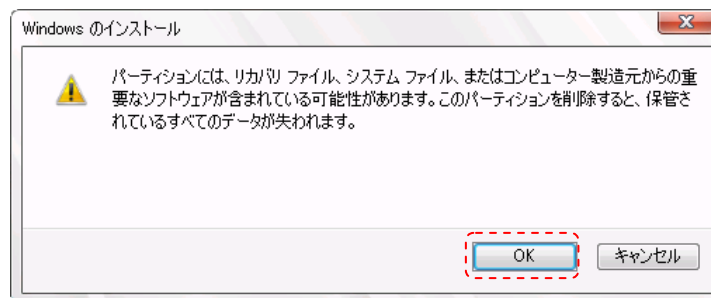 Windows のインストール
パーティションには、リカバリ ファイル、システム ファイル、またはコンピューター製造元からの重
要なソフトウェアが含まれている可能性があります。このパーティションを削除すると、保管さ
れているすべてのデータが失われます。
OK
キャンセル